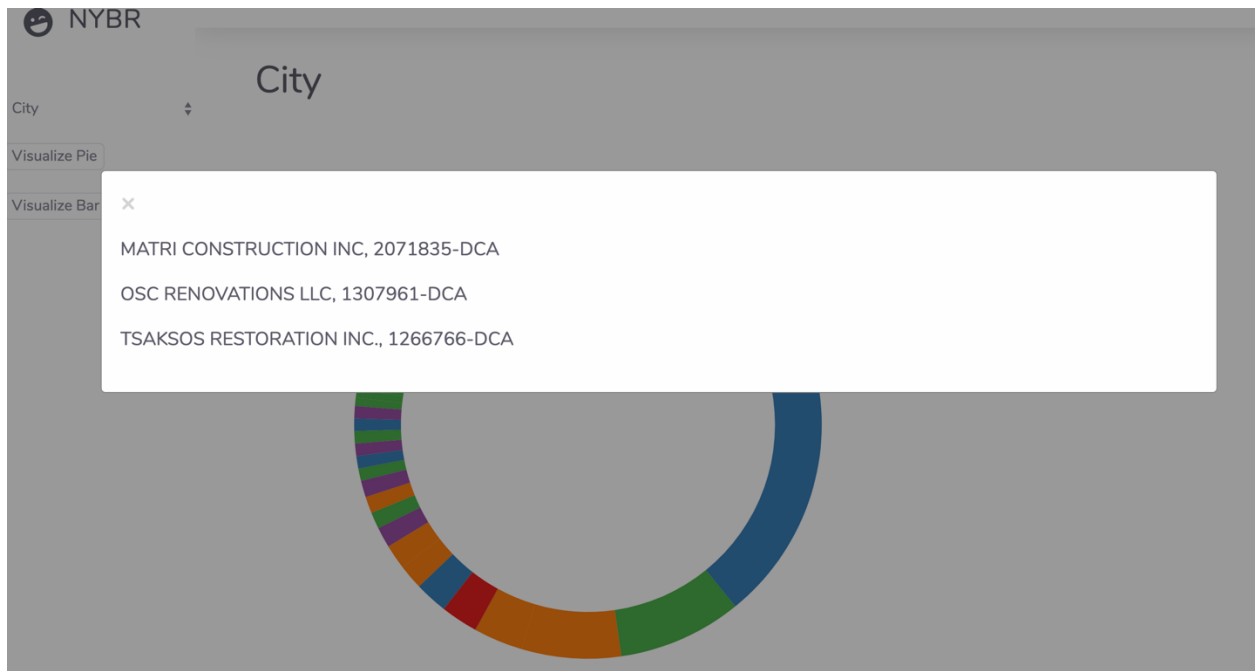 NYBR
City
City
Visualize Pie
Visualize Bar
×
MATRI CONSTRUCTION INC, 2071835-DCA
OSC RENOVATIONS LLC, 1307961-DCA
TSAKSOS RESTORATION INC., 1266766-DCA